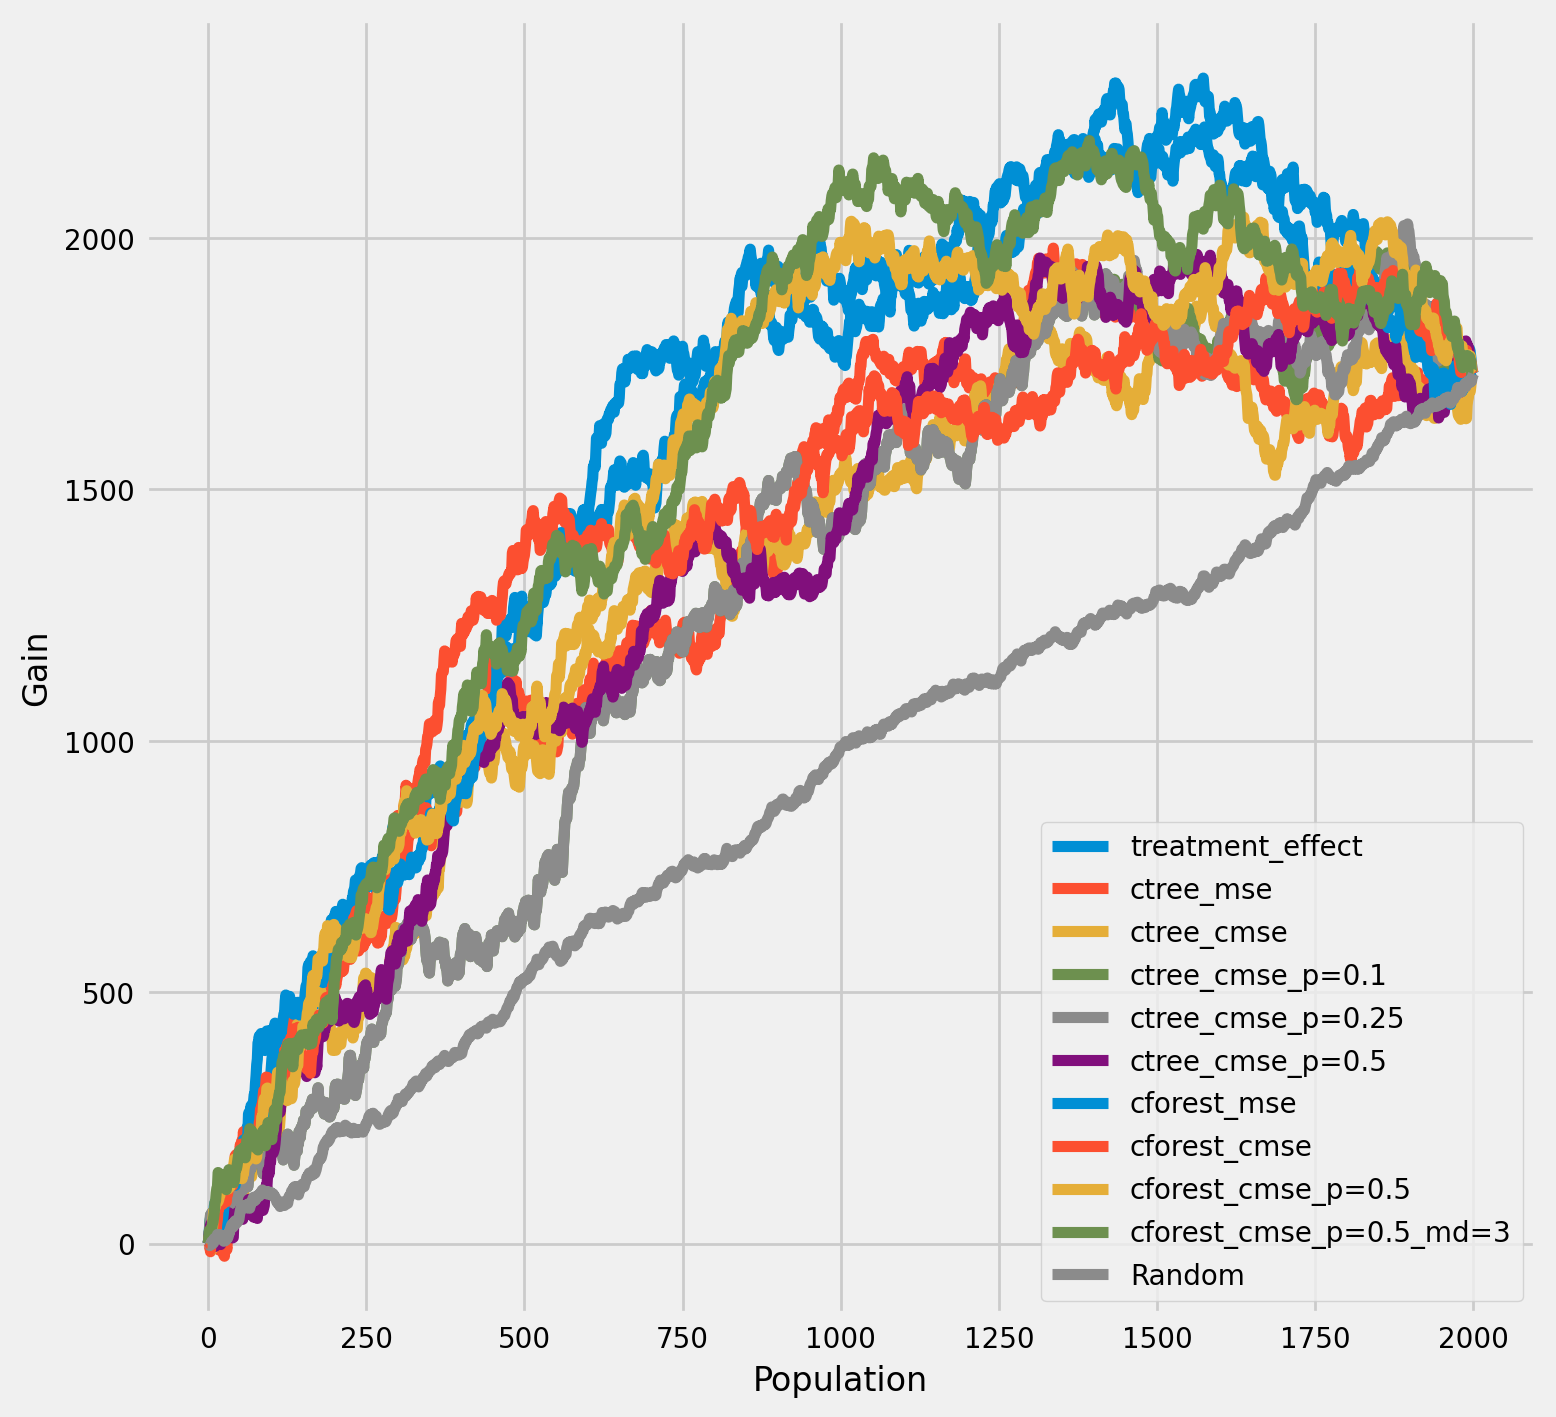 2000
1500
1000
500
0
Gain
treatment_effect
ctree_mse
ctree_cmse
ctree_cmse_p=0.1
ctree_cmse_p=0.25
ctree_cmse_p=0.5
cforest_mse
cforest_cmse
cforest_cmse_p=0.5
cforest_cmse_p=0.5_md=3
Random
0 250 500 750 1000 1250 1500 1750 2000
Population